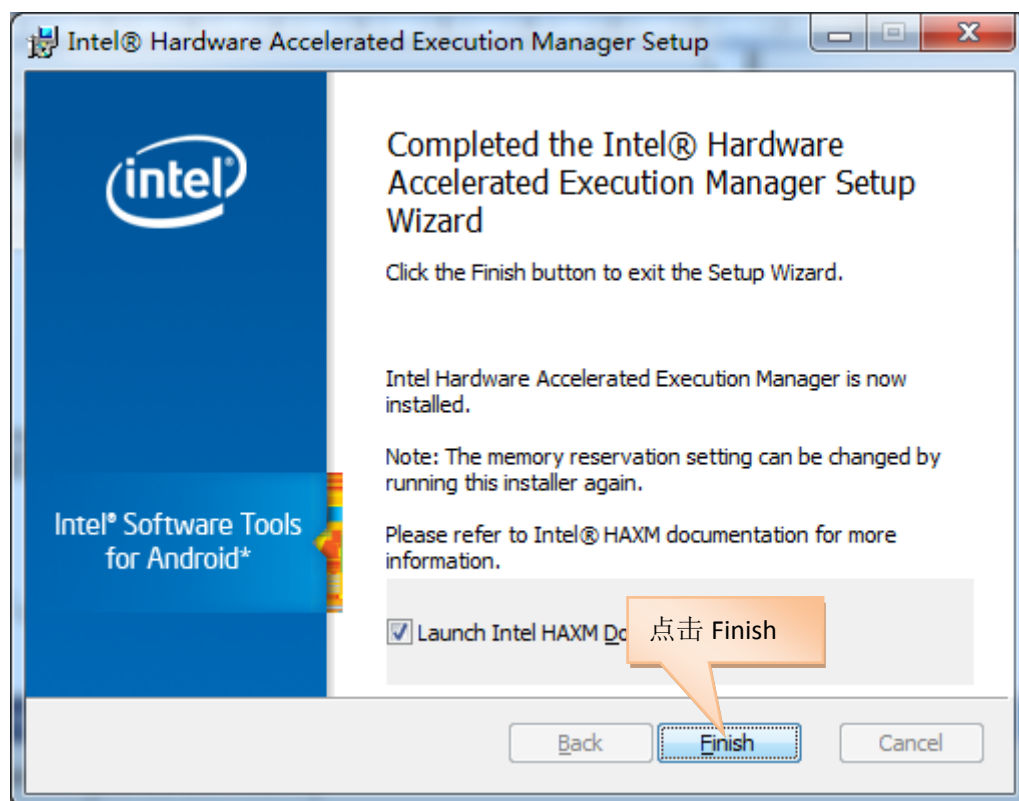 Intel® Hardware Accelerated Execution Manager Setup
intel®
Completed the Intel® Hardware
Accelerated Execution Manager Setup
Wizard
Click the Finish button to exit the Setup Wizard.
Intel Hardware Accelerated Execution Manager is now
installed.
Note: The memory reservation setting can be changed by
running this installer again.
Intel® Software Tools
for Android*
Please refer to Intel® HAXM documentation for more
information.
Launch Intel HAXM
点击 Finish
Back
Finish
Cancel